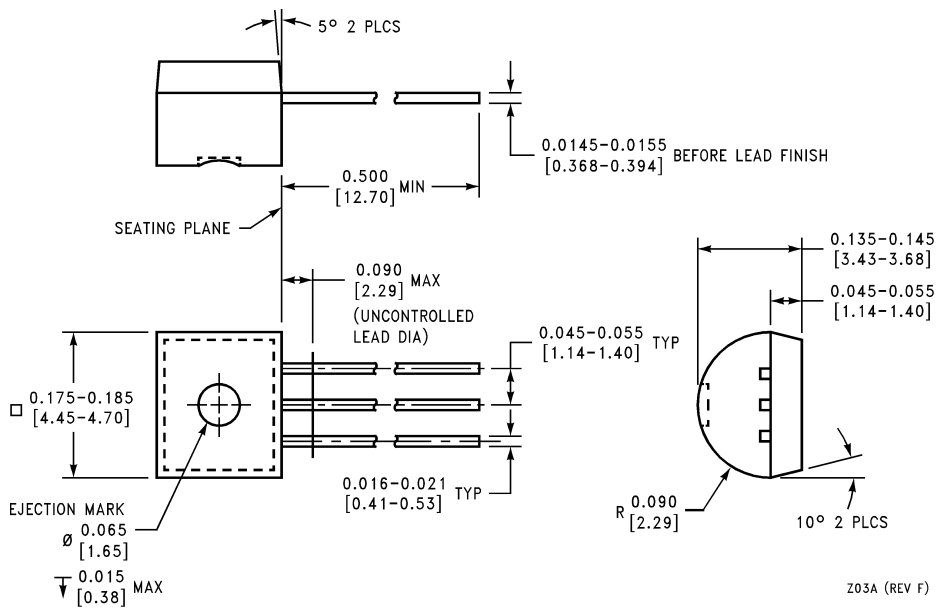 5° 2 PLCS
0.0145-0.0155
[0.368-0.394] BEFORE LEAD FINISH
0.500
[12.70] MIN
SEATING PLANE
0.135-0.145
[3.43-3.68]
0.090
[2.29] MAX
(UNCONTROLLED
LEAD DIA)
0.045-0.055
[1.14-1.40]
0.045-0.055
[1.14-1.40] TYP
0.175-0.185
[4.45-4.70]
0.016-0.021
[0.41-0.53] TYP
EJECTION MARK
Ø 0.065
[1.65]
0.015
[0.38] MAX
R 0.090
[2.29]
10° 2 PLCS
Z03A (REV F)